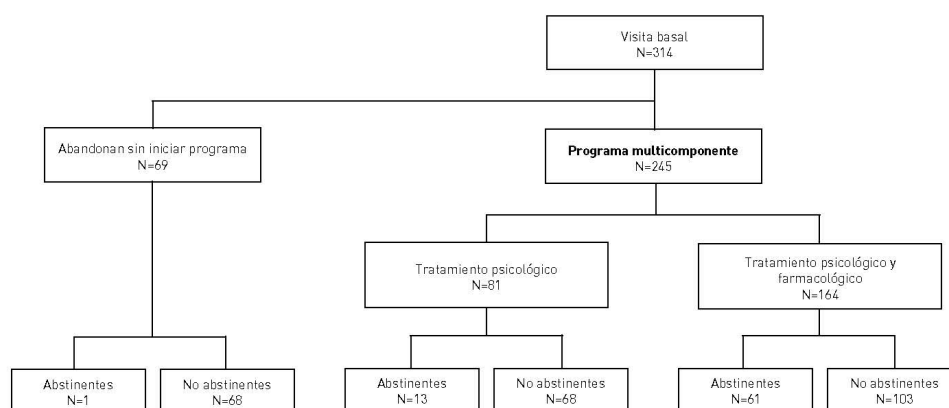 Visita basal
N=314
Abandonan sin iniciar programa
N=69
Programa multicomponente
N=245
Tratamiento psicológico
N=81
Tratamiento psicológico y
farmacológico
N=164
Abstinentes
N=1
No abstinentes
N=68
Abstinentes
N=13
No abstinentes
N=68
Abstinentes
N=61
No abstinentes
N=103